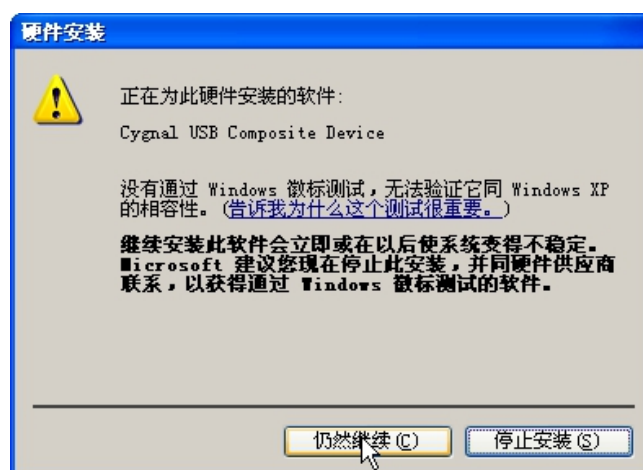 硬件安装
正在为此硬件安装的软件:
Cygnal USB Composite Device
没有通过 Windows 徽标测试，无法验证它同 Windows XP
的相容性。(告诉我为什么这个测试很重要。)
继续安装此软件会立即或在以后使系统变得不稳定。
Microsoft 建议您现在停止此安装，并同硬件供应商
联系，以获得通过 Windows 徽标测试的软件。
仍然继续(C)
停止安装(S)